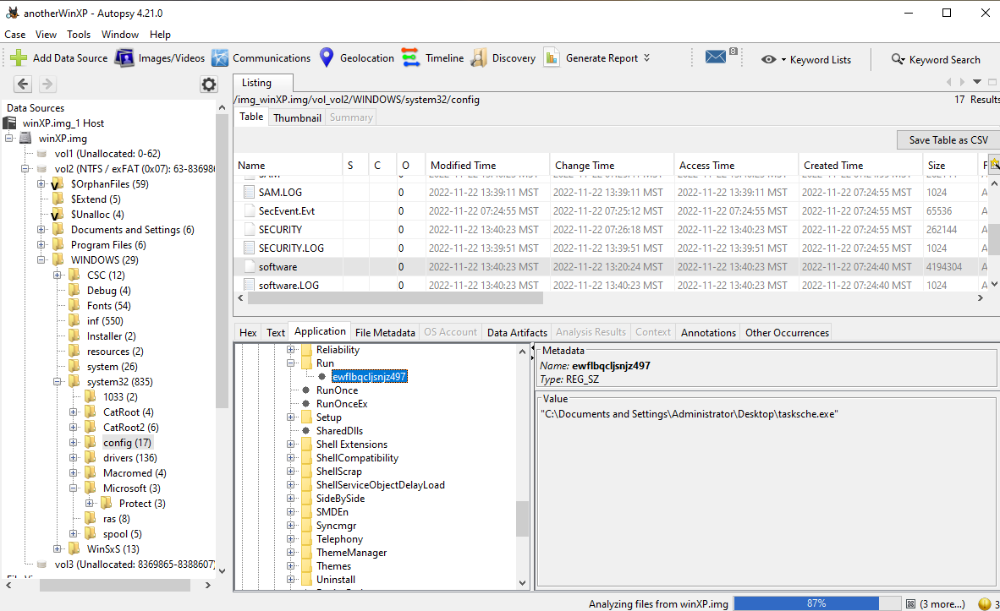 anotherWinXP - Autopsy 4.21.0
Case View Tools Window Help
Add Data Source Images/Videos Communications Geolocation Timeline Discovery Generate Report Keyword Lists Keyword Search
Listing
/img_winXP.img/vol_vol2/WINDOWS/system32/config
17 Results
Table Thumbnail Summary
Save Table as CSV
Name S C O Modified Time Change Time Access Time Created Time Size
SAM.LOG 0 2022-11-22 13:39:11 MST 2022-11-22 13:39:11 MST 2022-11-22 13:39:11 MST 2022-11-22 07:24:55 MST 1024
SecEvent.Evt 0 2022-11-22 07:24:55 MST 2022-11-22 07:25:12 MST 2022-11-22 07:24:55 MST 2022-11-22 07:24:55 MST 65536
SECURITY 0 2022-11-22 13:40:23 MST 2022-11-22 07:26:18 MST 2022-11-22 13:40:23 MST 2022-11-22 07:24:55 MST 262144
SECURITY.LOG 0 2022-11-22 13:39:51 MST 2022-11-22 13:39:51 MST 2022-11-22 13:39:51 MST 2022-11-22 07:24:55 MST 1024
software 0 2022-11-22 13:40:23 MST 2022-11-22 13:20:24 MST 2022-11-22 13:40:23 MST 2022-11-22 07:24:40 MST 4194304
software.LOG 0 2022-11-22 13:40:23 MST 2022-11-22 13:40:23 MST 2022-11-22 13:40:23 MST 2022-11-22 07:24:40 MST 1024
Data Sources
winXP.img_1 Host
winXP.img
vol1 (Unallocated: 0-62)
vol2 (NTFS / exFAT (0x07): 63-83698
$OrphanFiles (59)
$Extend (5)
$Unalloc (4)
Documents and Settings (6)
Program Files (6)
WINDOWS (29)
CSC (12)
Debug (4)
Fonts (54)
inf (550)
Installer (2)
resources (2)
system (26)
system32 (835)
1033 (2)
CatRoot (4)
CatRoot2 (6)
config (17)
drivers (136)
Macromed (4)
Microsoft (3)
Protect (3)
ras (8)
spool (5)
WinSxS (13)
vol3 (Unallocated: 8369865-8388607)
Hex Text Application File Metadata OS Account Data Artifacts Analysis Results Context Annotations Other Occurrences
Reliability
Run
ewflbqcljsnjz497
RunOnce
RunOnceEx
Setup
SharedDlls
Shell Extensions
ShellCompatibility
ShellScrap
ShellServiceObjectDelayLoad
SideBySide
SMDEn
Syncmgr
Telephony
ThemeManager
Themes
Uninstall
Metadata
Name: ewflbqcljsnjz497
Type: REG_SZ
Value
"C:\Documents and Settings\Administrator\Desktop\tasksche.exe"
Analyzing files from winXP.img 87% (3 more...) 3